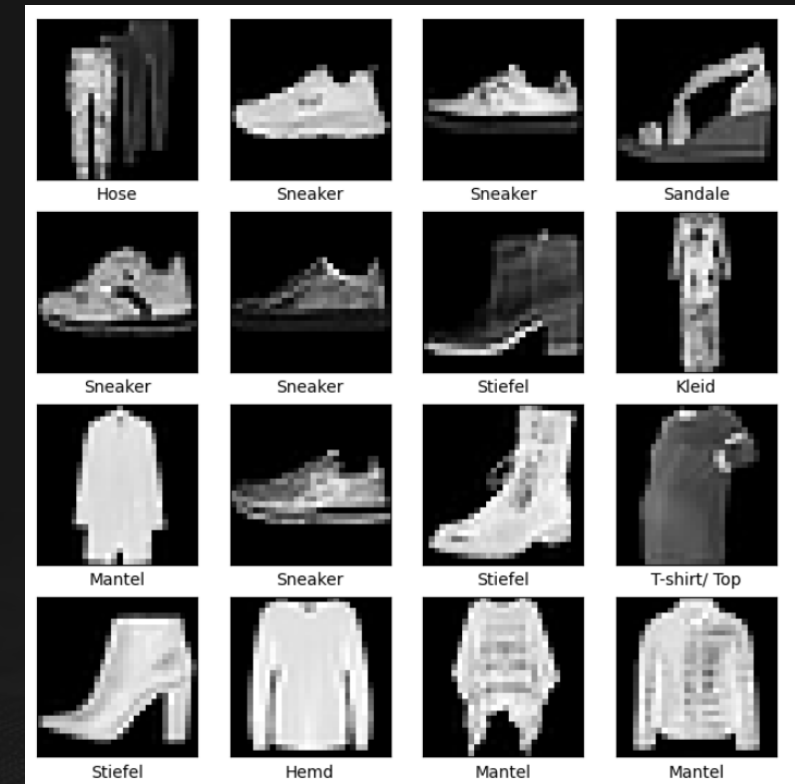 Hose
Sneaker
Sneaker
Sandale
Sneaker
Sneaker
Stiefel
Kleid
Mantel
Sneaker
Stiefel
T-shirt/ Top
Stiefel
Hemd
Mantel
Mantel